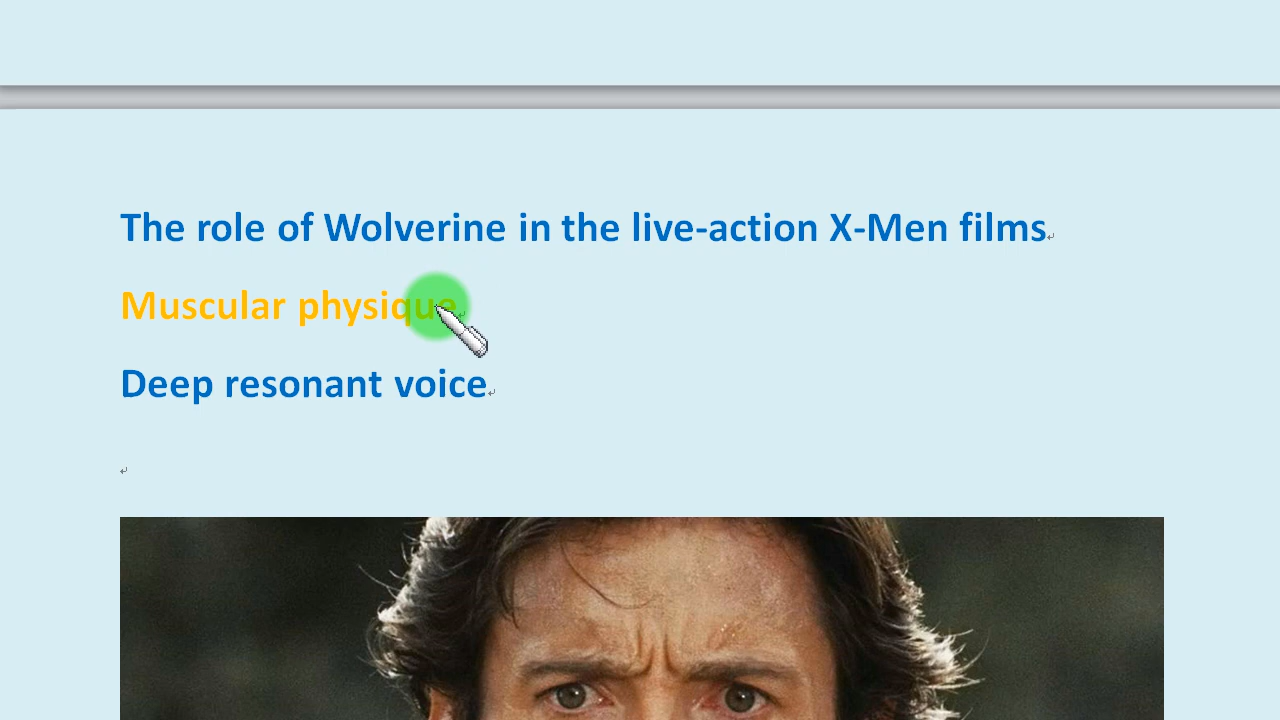 The role of Wolverine in the live-action X-Men films
Muscular physique
Deep resonant voice